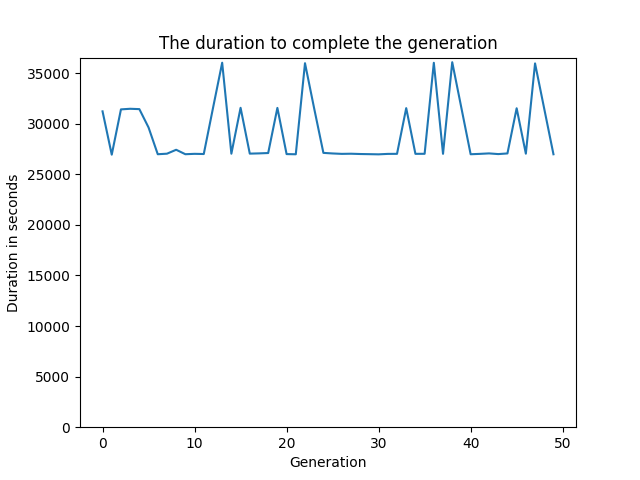 The duration to complete the generation
35000
30000
25000
20000
15000
10000
5000
0
Duration in seconds
0 10 20 30 40 50
Generation